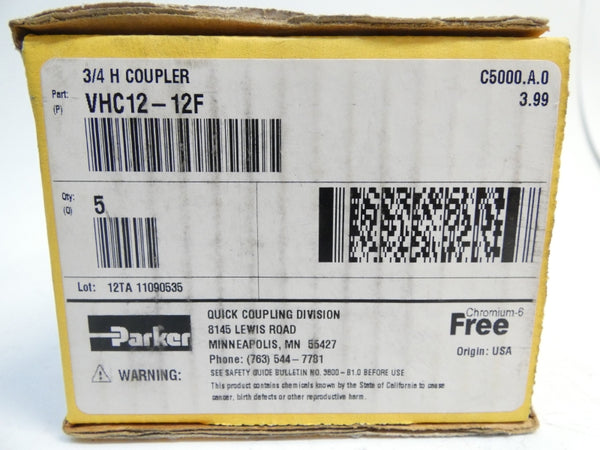 3/4 H COUPLER
C5000.A.0
Part:
(P)
VHC12-12F
3.99
Qty:
(Q)
5
Lot: 12TA 11090535
Parker
QUICK COUPLING DIVISION
8145 LEWIS ROAD
MINNEAPOLIS, MN 55427
Phone: (763) 544-7781
Chromium-6
Free
Origin: USA
WARNING:
SEE SAFETY GUIDE BULLETIN NO. 3800-B1.0 BEFORE USE
This product contains chemicals known by the State of California to cause
cancer, birth defects or other reproductive harm.